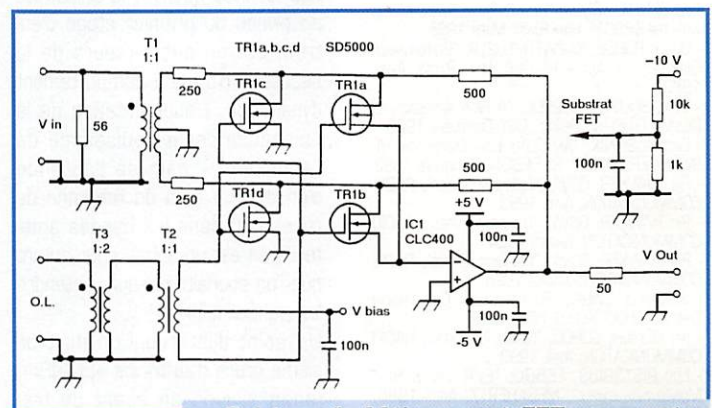 T1
1:1
TR1a,b,c,d SD5000
−10 V
250
TR1c
TR1a
500
10k
Substrat
FET
V in
56
100n
1k
500
250
TR1d
TR1b
+5 V
IC1
CLC400
100n
T3
1:2
T2
1:1
V Out
O.L.
V bias
100n
50
100n
-5 V